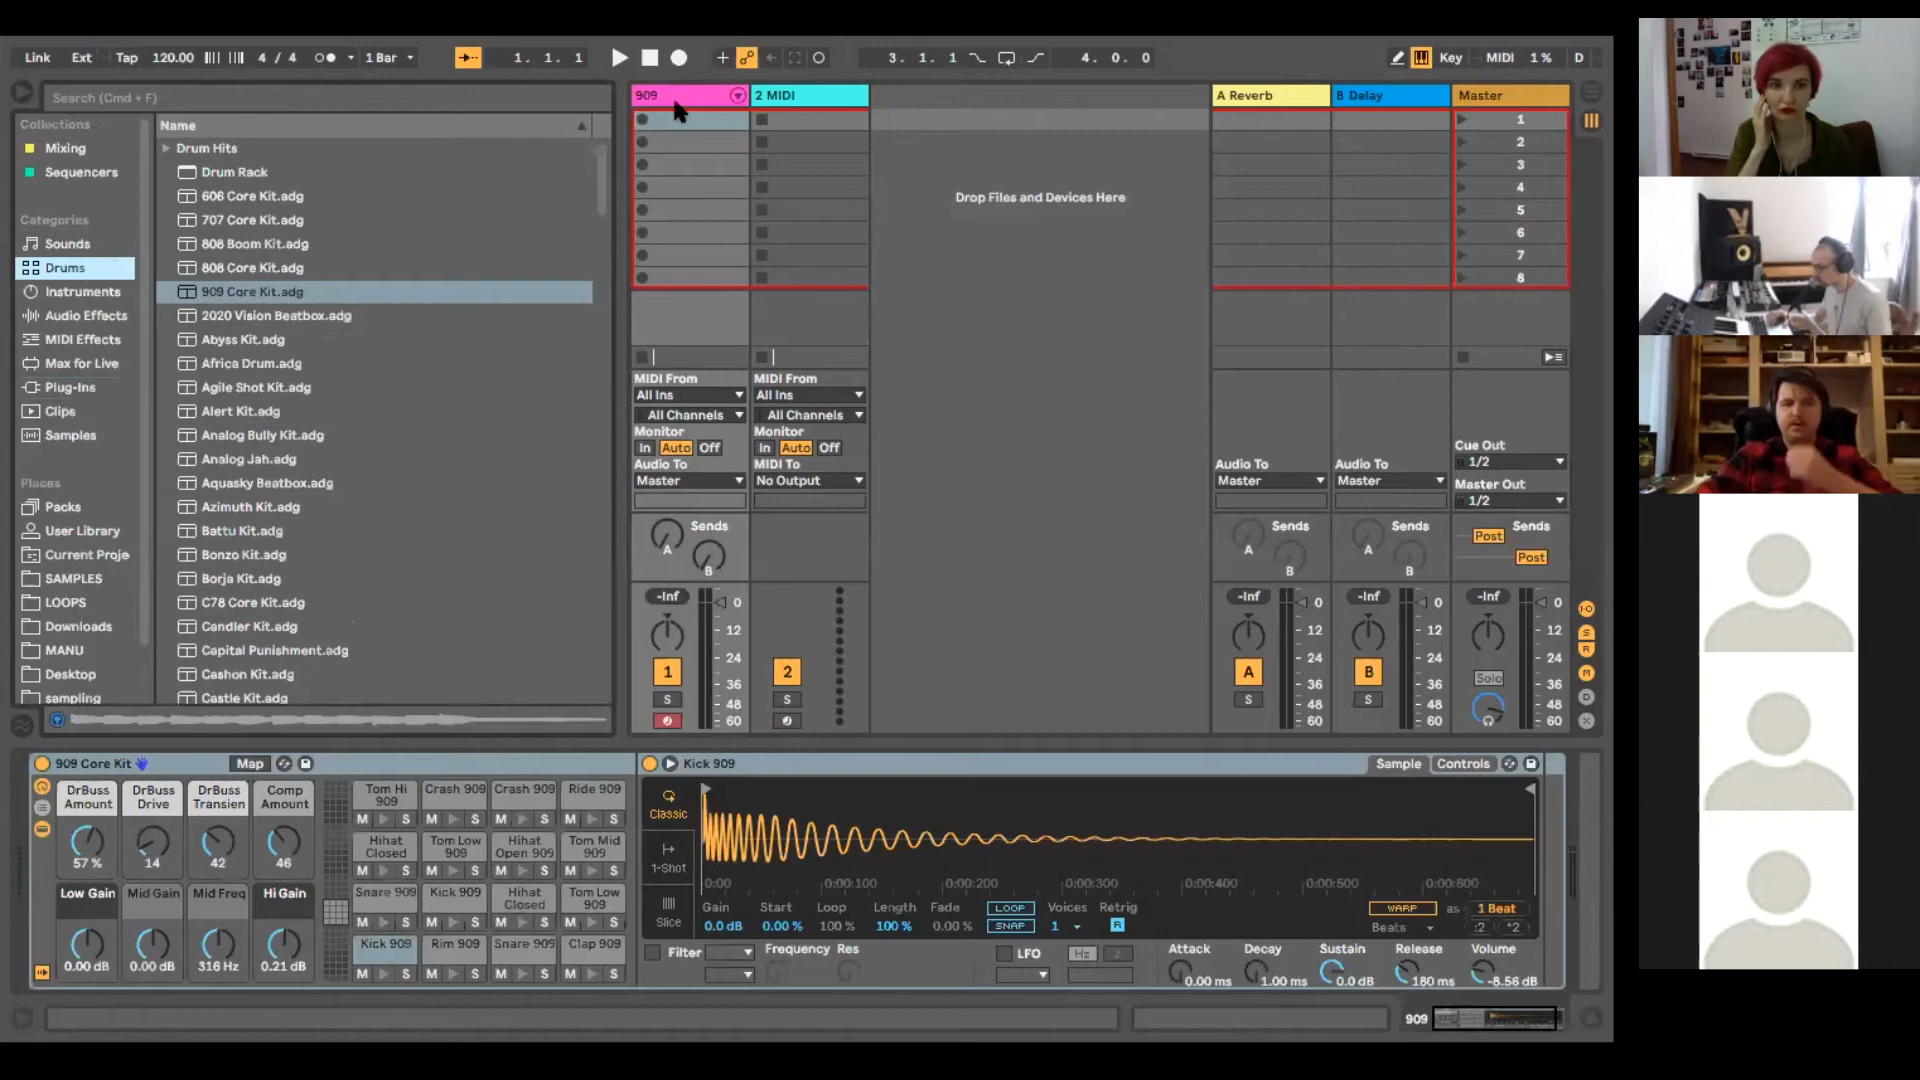 Link Ext Tap 120.00 4 / 4 1 Bar 1. 1. 1 3. 1. 1 4. 0. 0 Key MIDI 1 % D
Search (Cmd + F)
Collections
Mixing
Sequencers
Categories
Sounds
Drums
Instruments
Audio Effects
MIDI Effects
Max for Live
Plug-Ins
Clips
Samples
Places
Packs
User Library
Current Proje
SAMPLES
LOOPS
Downloads
MANU
Desktop
sampling
Name
Drum Hits
Drum Rack
606 Core Kit.adg
707 Core Kit.adg
808 Boom Kit.adg
808 Core Kit.adg
909 Core Kit.adg
2020 Vision Beatbox.adg
Abyss Kit.adg
Africa Drum.adg
Agile Shot Kit.adg
Alert Kit.adg
Analog Bully Kit.adg
Analog Jah.adg
Aquasky Beatbox.adg
Azimuth Kit.adg
Battu Kit.adg
Bonzo Kit.adg
Borja Kit.adg
C78 Core Kit.adg
Candler Kit.adg
Capital Punishment.adg
Cashon Kit.adg
Castle Kit.adg
909 2 MIDI A Reverb B Delay Master
1
2
3
4
5
6
7
8
Drop Files and Devices Here
MIDI From MIDI From
All Ins All Ins
All Channels All Channels
Monitor Monitor
In Auto Off In Auto Off
Audio To MIDI To Audio To Audio To
Master No Output Master Master
Cue Out
1/2
Master Out
1/2
Sends Sends Sends Sends
A A A Post
B B B Post
-Inf -Inf -Inf -Inf
0 0 0 0
12 12 12 12
24 24 24 24
1 2 A B Solo
36 36 36 36
S S S S
48 48 48 48
60 60 60 60
I-O
S
R
M
D
X
909 Core Kit Map
DrBuss Amount DrBuss Drive DrBuss Transien Comp Amount
57 % 14 42 46
Low Gain Mid Gain Mid Freq Hi Gain
0.00 dB 0.00 dB 316 Hz 0.21 dB
Tom Hi 909 Crash 909 Crash 909 Ride 909
M S M S M S M S
Hihat Closed Tom Low 909 Hihat Open 909 Tom Mid 909
M S M S M S M S
Snare 909 Kick 909 Hihat Closed Tom Low 909
M S M S M S M S
Kick 909 Rim 909 Snare 909 Clap 909
M S M S M S M S
Kick 909 Sample Controls
Classic
1-Shot
Slice
0:00 0:00:100 0:00:200 0:00:300 0:00:400 0:00:500 0:00:600
Gain Start Loop Length Fade LOOP Voices Retrig WARP as 1 Beat
0.0 dB 0.00 % 100 % 100 % 0.00 % SNAP 1 R Beats :2 *2
Filter Frequency Res LFO Hz Attack Decay Sustain Release Volume
0.00 ms 1.00 ms 0.0 dB 180 ms -8.56 dB
909